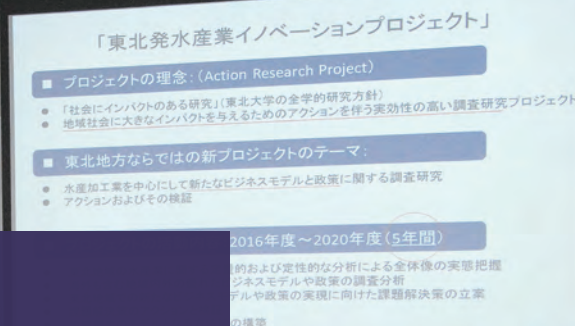 「東北発水産業イノベーションプロジェクト」
■ プロジェクトの理念:(Action Research Project)
● 「社会にインパクトのある研究」(東北大学の全学的研究方針)
● 地域社会に大きなインパクトを与えるためのアクションを伴う実効性の高い調査研究プロジェクト
■ 東北地方ならではの新プロジェクトのテーマ:
● 水産加工業を中心にして新たなビジネスモデルと政策に関する調査研究
● アクションおよびその検証
2016年度～2020年度(5年間)
的および定性的な分析による全体像の実態把握
ジネスモデルや政策の調査分析
デルや政策の実現に向けた課題解決策の立案
の構築